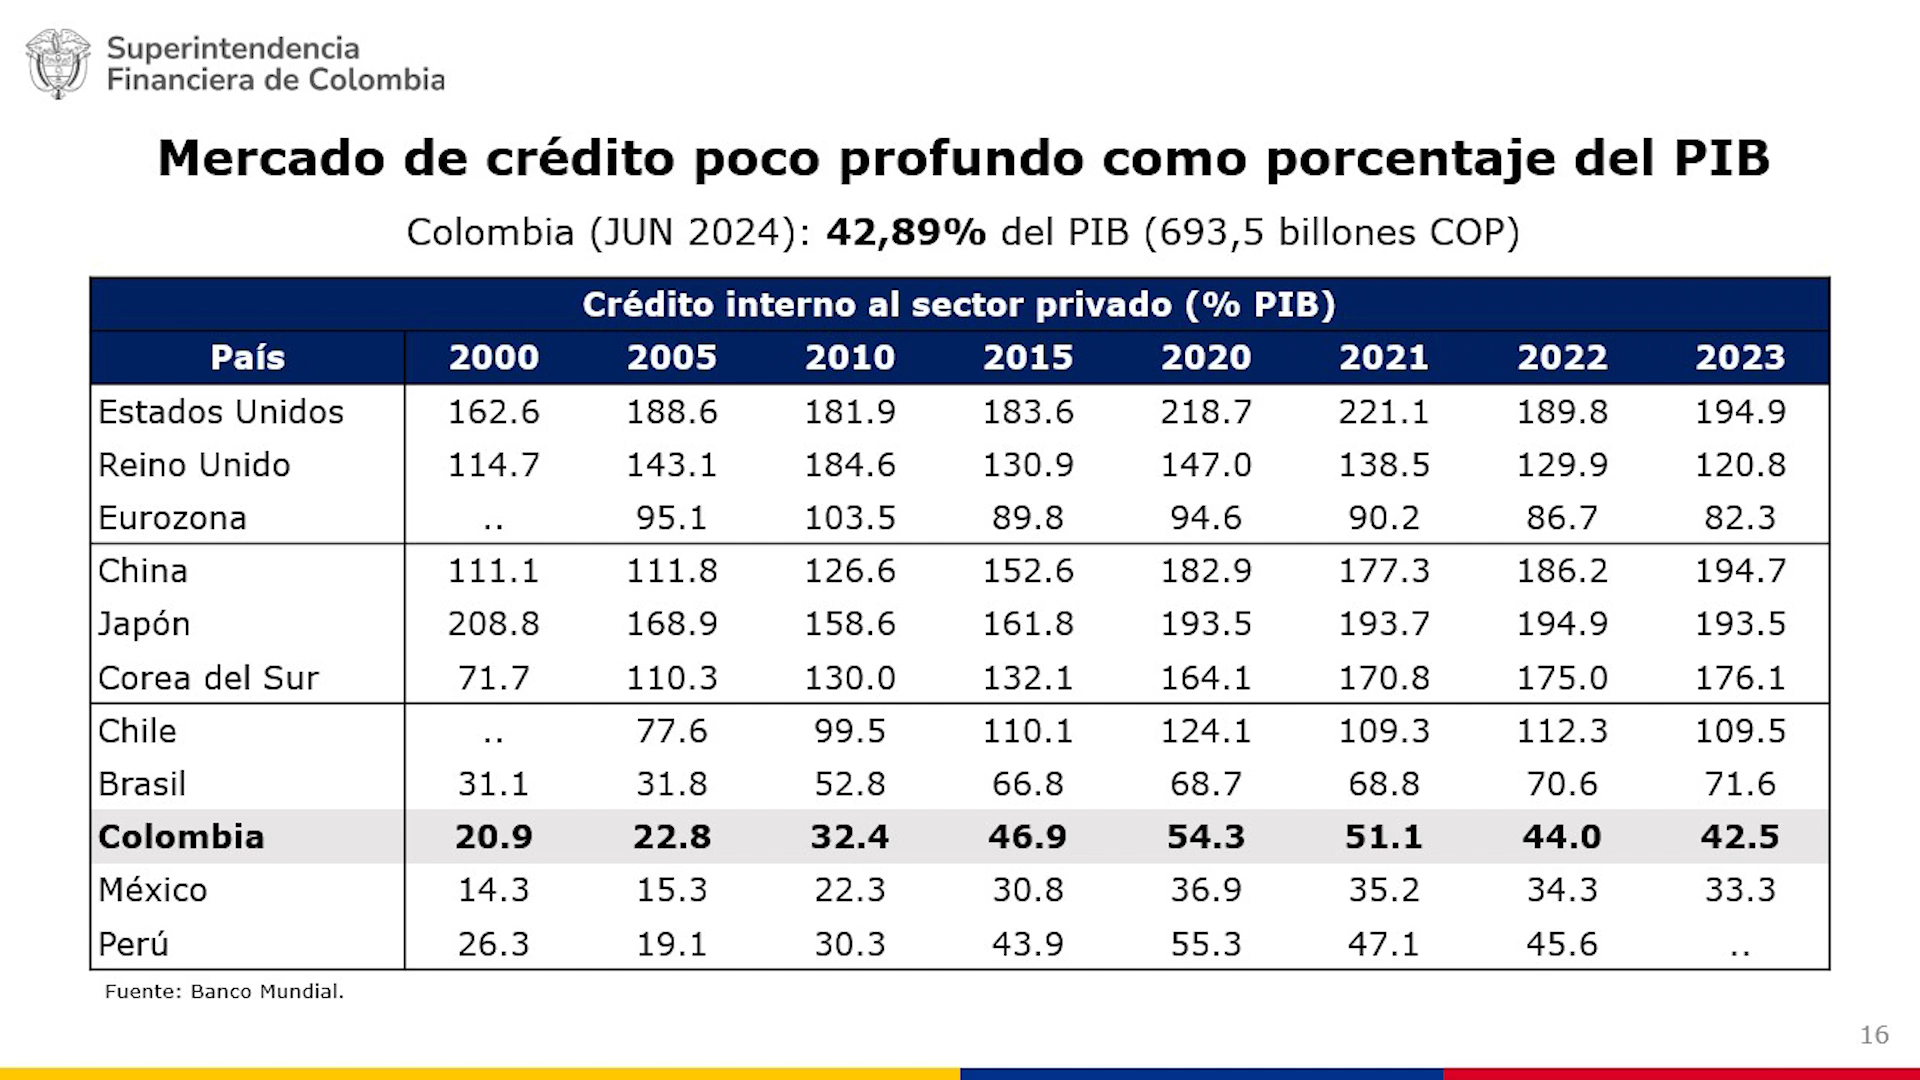 Superintendencia
Financiera de Colombia
Mercado de crédito poco profundo como porcentaje del PIB
Colombia (JUN 2024): 42,89% del PIB (693,5 billones COP)
Crédito interno al sector privado (% PIB)
País 2000 2005 2010 2015 2020 2021 2022 2023
Estados Unidos 162.6 188.6 181.9 183.6 218.7 221.1 189.8 194.9
Reino Unido 114.7 143.1 184.6 130.9 147.0 138.5 129.9 120.8
Eurozona .. 95.1 103.5 89.8 94.6 90.2 86.7 82.3
China 111.1 111.8 126.6 152.6 182.9 177.3 186.2 194.7
Japón 208.8 168.9 158.6 161.8 193.5 193.7 194.9 193.5
Corea del Sur 71.7 110.3 130.0 132.1 164.1 170.8 175.0 176.1
Chile .. 77.6 99.5 110.1 124.1 109.3 112.3 109.5
Brasil 31.1 31.8 52.8 66.8 68.7 68.8 70.6 71.6
Colombia 20.9 22.8 32.4 46.9 54.3 51.1 44.0 42.5
México 14.3 15.3 22.3 30.8 36.9 35.2 34.3 33.3
Perú 26.3 19.1 30.3 43.9 55.3 47.1 45.6 ..
Fuente: Banco Mundial.
16